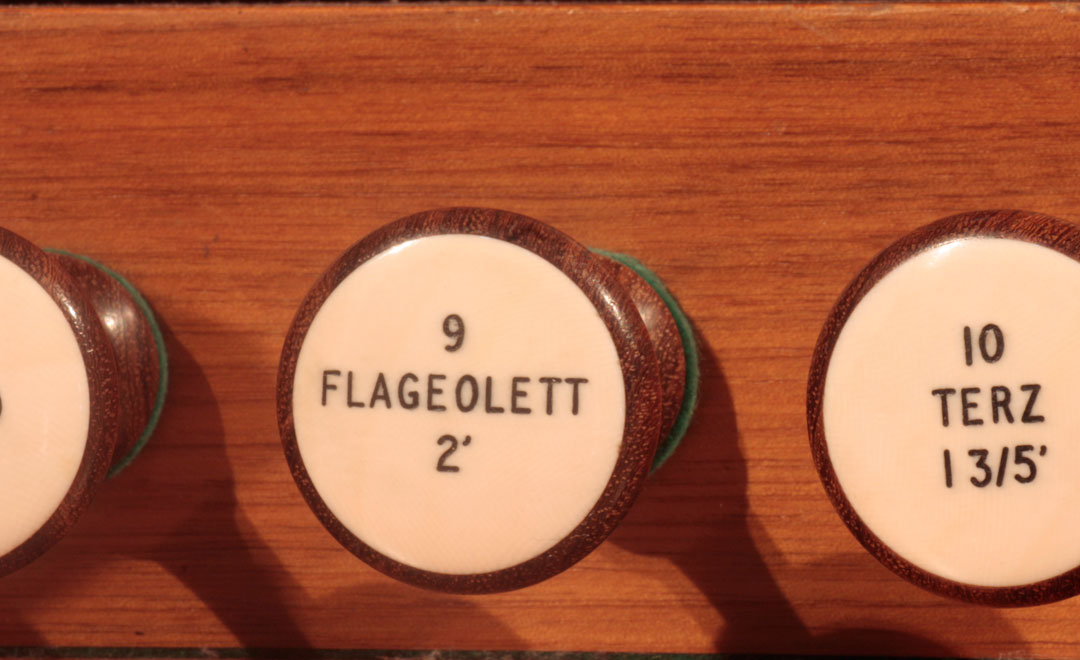 9
FLAGEOLETT
2'
10
TERZ
1 3/5'